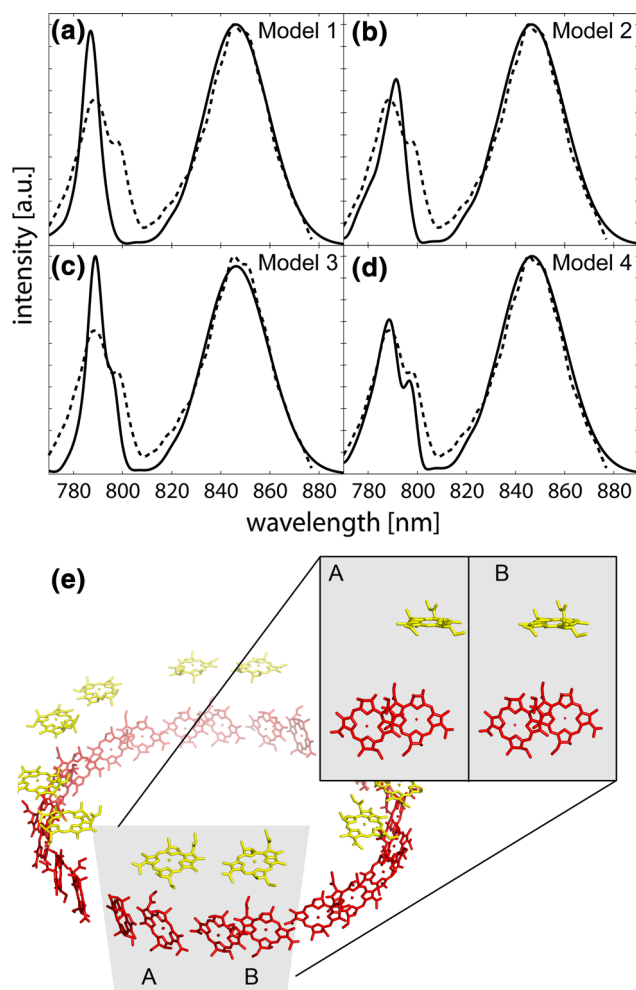 (a)
Model 1
(b)
Model 2
(c)
Model 3
(d)
Model 4
intensity [a.u.]
780 800 820 840 860 880 780 800 820 840 860 880
wavelength [nm]
(e)
A
B
A
B